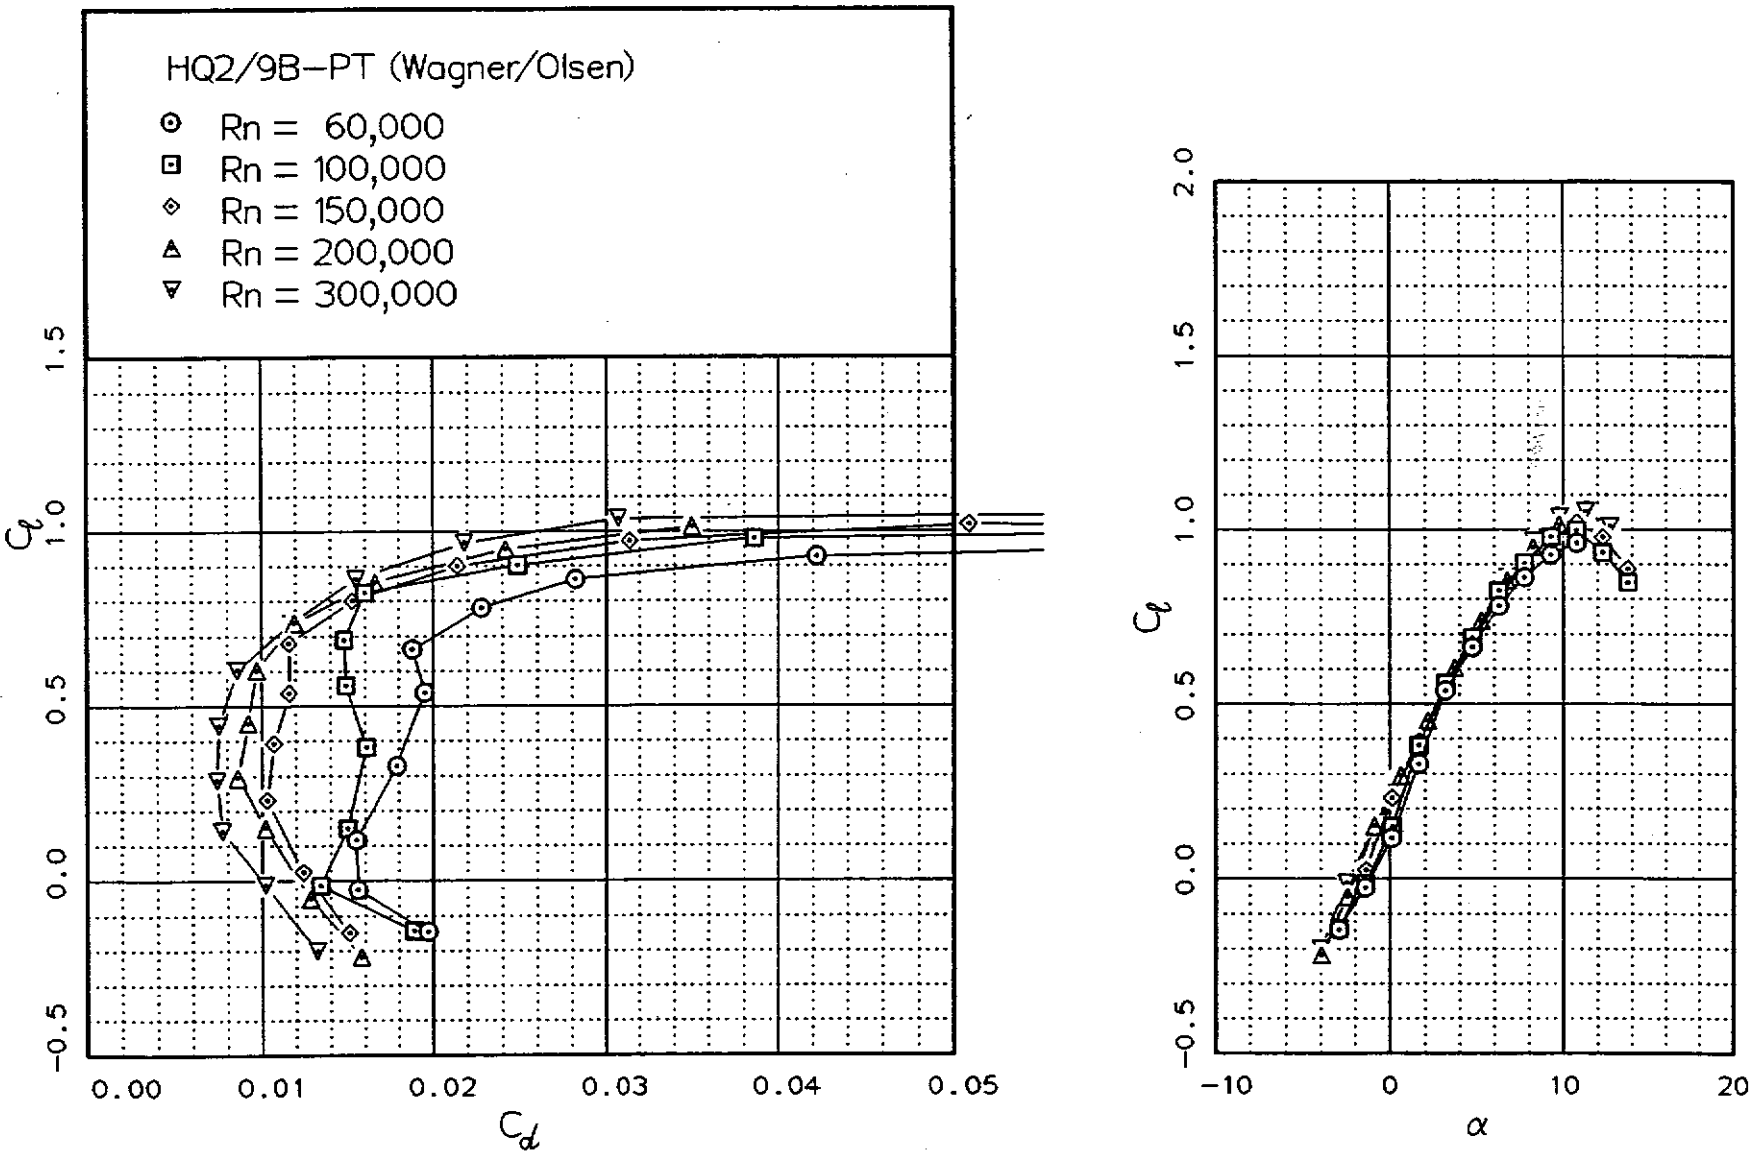 HQ2/9B-PT (Wagner/Olsen)
Rn = 60,000
Rn = 100,000
Rn = 150,000
Rn = 200,000
Rn = 300,000
1.5
1.0
0.5
0.0
-0.5
Cℓ
0.00 0.01 0.02 0.03 0.04 0.05
Cd
2.0
1.5
1.0
0.5
0.0
-0.5
Cℓ
-10 0 10 20
α